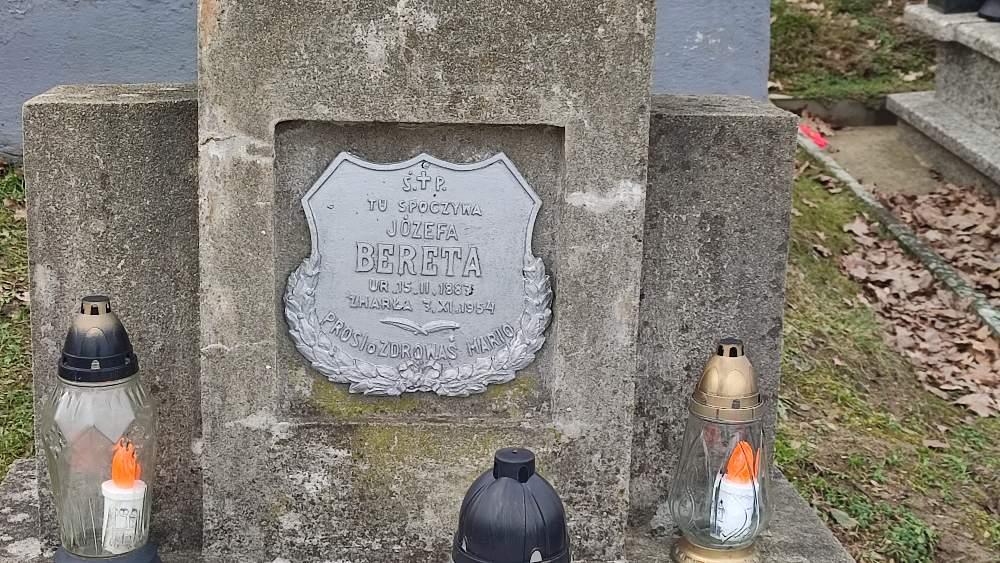 Ś.✝P.
TU SPOCZYWA
JÓZEFA
BERETA
UR. 15.II.1887
ZMARŁA 3.XI.1954
PROSI o ZDROWAŚ MARIO